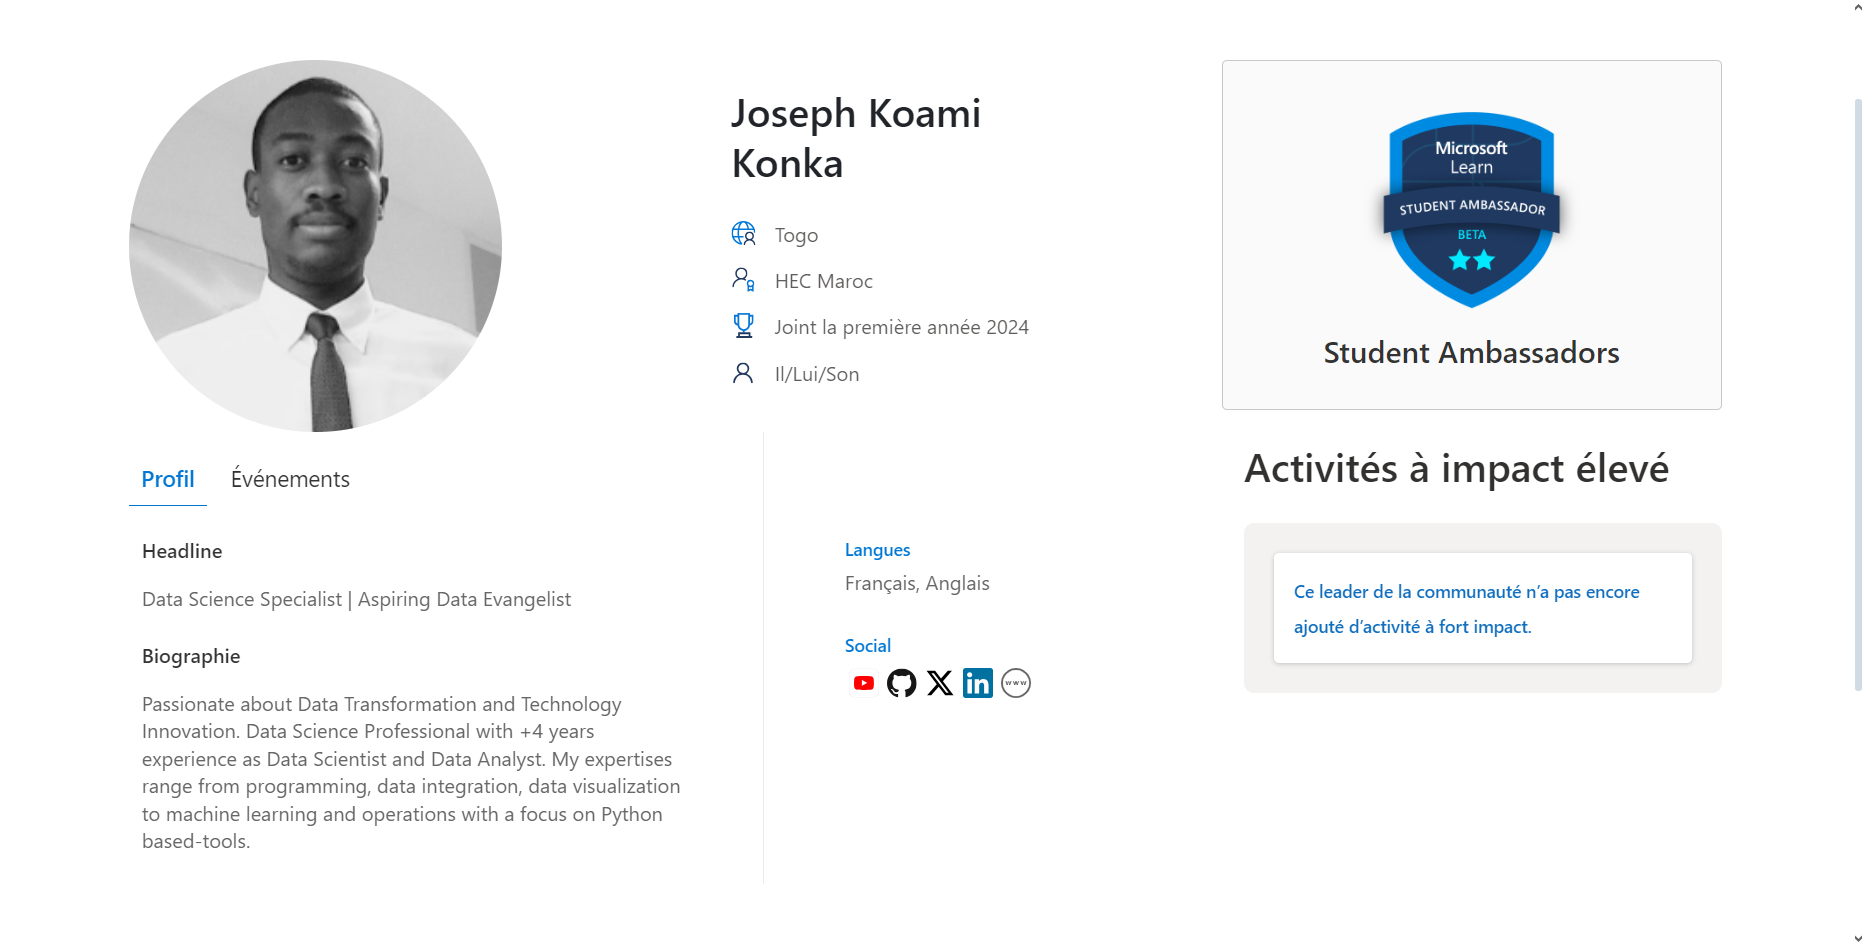 Joseph Koami
Konka
Togo
HEC Maroc
Joint la première année 2024
Il/Lui/Son
Microsoft
Learn
STUDENT AMBASSADOR
BETA
Student Ambassadors
Profil
Événements
Headline
Data Science Specialist | Aspiring Data Evangelist
Biographie
Passionate about Data Transformation and Technology
Innovation. Data Science Professional with +4 years
experience as Data Scientist and Data Analyst. My expertises
range from programming, data integration, data visualization
to machine learning and operations with a focus on Python
based-tools.
Langues
Français, Anglais
Social
in
www
Activités à impact élevé
Ce leader de la communauté n’a pas encore
ajouté d’activité à fort impact.